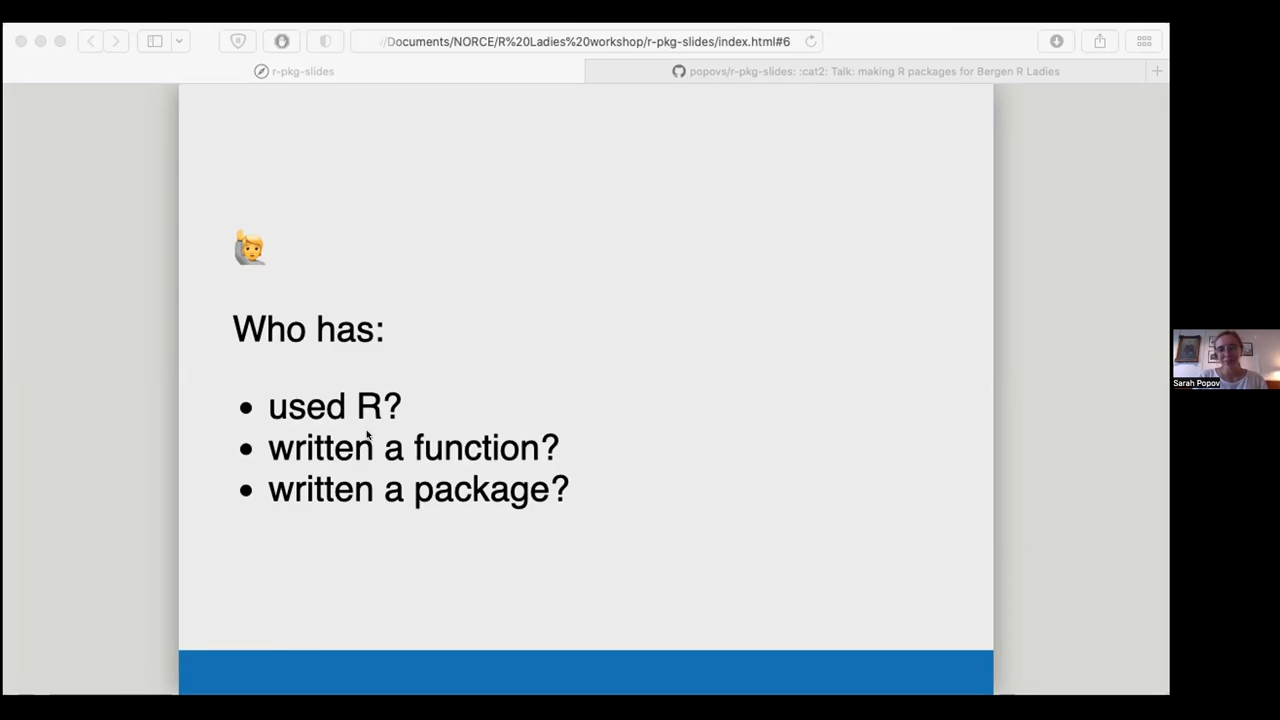 //Documents/NORCE/R%20Ladies%20workshop/r-pkg-slides/index.html#6
r-pkg-slides
popovs/r-pkg-slides: :cat2: Talk: making R packages for Bergen R Ladies
Who has:
• used R?
• written a function?
• written a package?
Sarah Popov